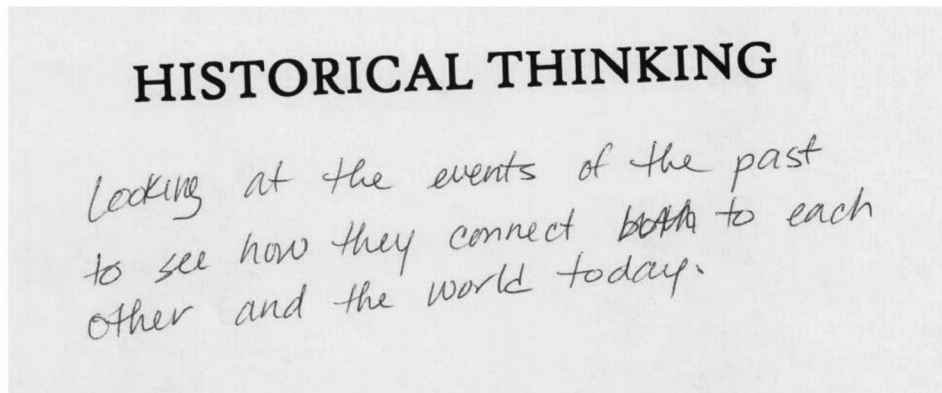 HISTORICAL THINKING
Looking at the events of the past
to see how they connect both to each
other and the world today.